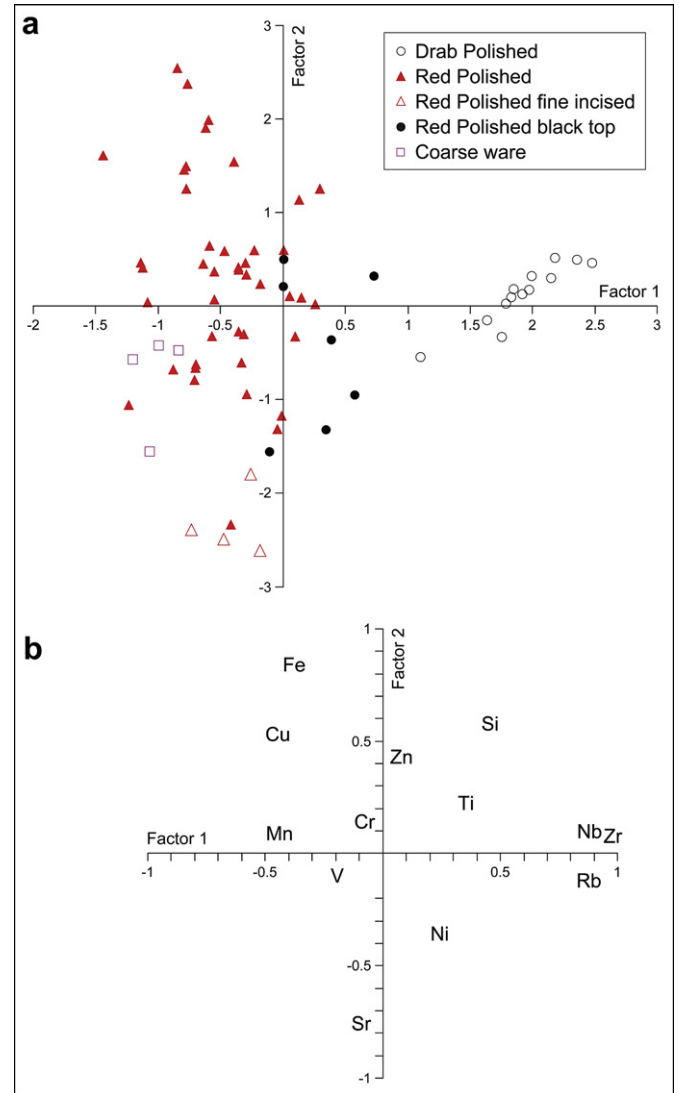 a
3
Factor 2
Drab Polished
Red Polished
Red Polished fine incised
Red Polished black top
Coarse ware
2
1
Factor 1
-2
-1.5
-1
-0.5
0
0.5
1
1.5
2
2.5
3
-1
-2
-3
b
1
Factor 2
Fe
Si
Cu
0.5
Zn
Ti
Cr
Factor 1
Mn
Nb
Zr
-1
-0.5
0.5
1
V
Rb
Ni
-0.5
Sr
-1